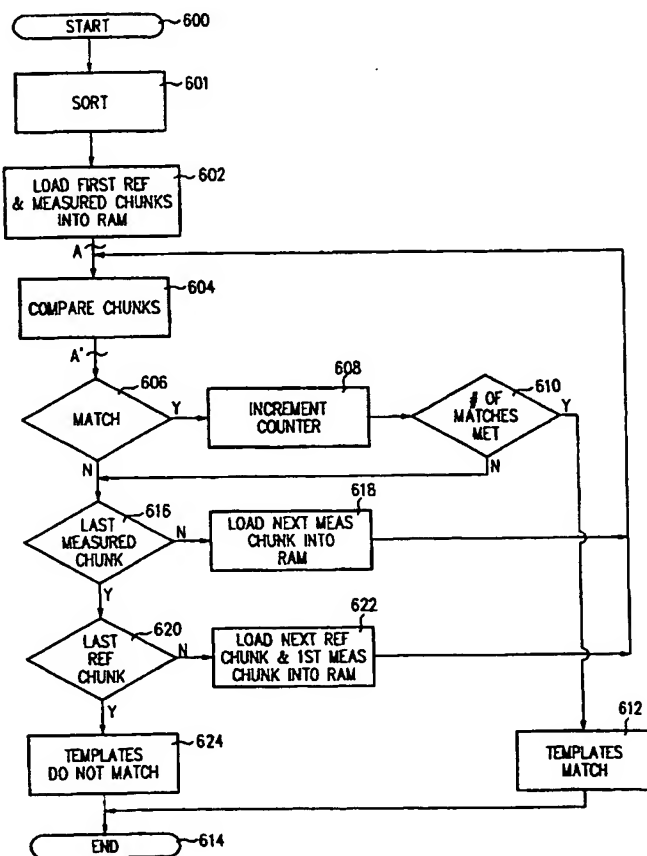 START
600
601
SORT
602
LOAD FIRST REF
& MEASURED CHUNKS
INTO RAM
A
604
COMPARE CHUNKS
A'
606
MATCH
Y
N
608
INCREMENT
COUNTER
610
# OF
MATCHES
MET
Y
N
616
LAST
MEASURED
CHUNK
N
Y
618
LOAD NEXT MEAS
CHUNK INTO
RAM
620
LAST
REF
CHUNK
N
Y
622
LOAD NEXT REF
CHUNK & 1ST MEAS
CHUNK INTO RAM
624
TEMPLATES
DO NOT MATCH
612
TEMPLATES
MATCH
END
614